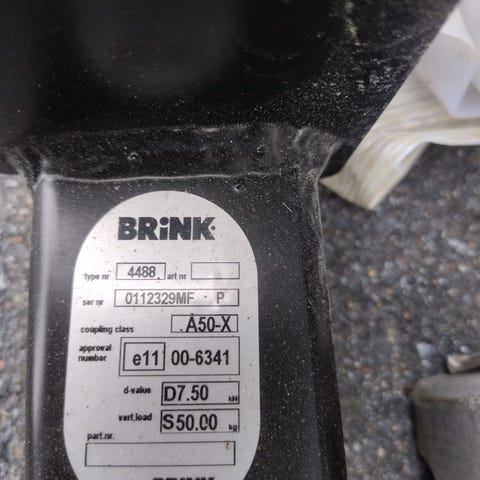 BRiNK
type nr 4488 art nr
ser nr 0112329MF P
coupling class A50-X
approval number e11 00-6341
d-value D7.50 kN
vert.load S50.00 kg
part.nr.
BRINK